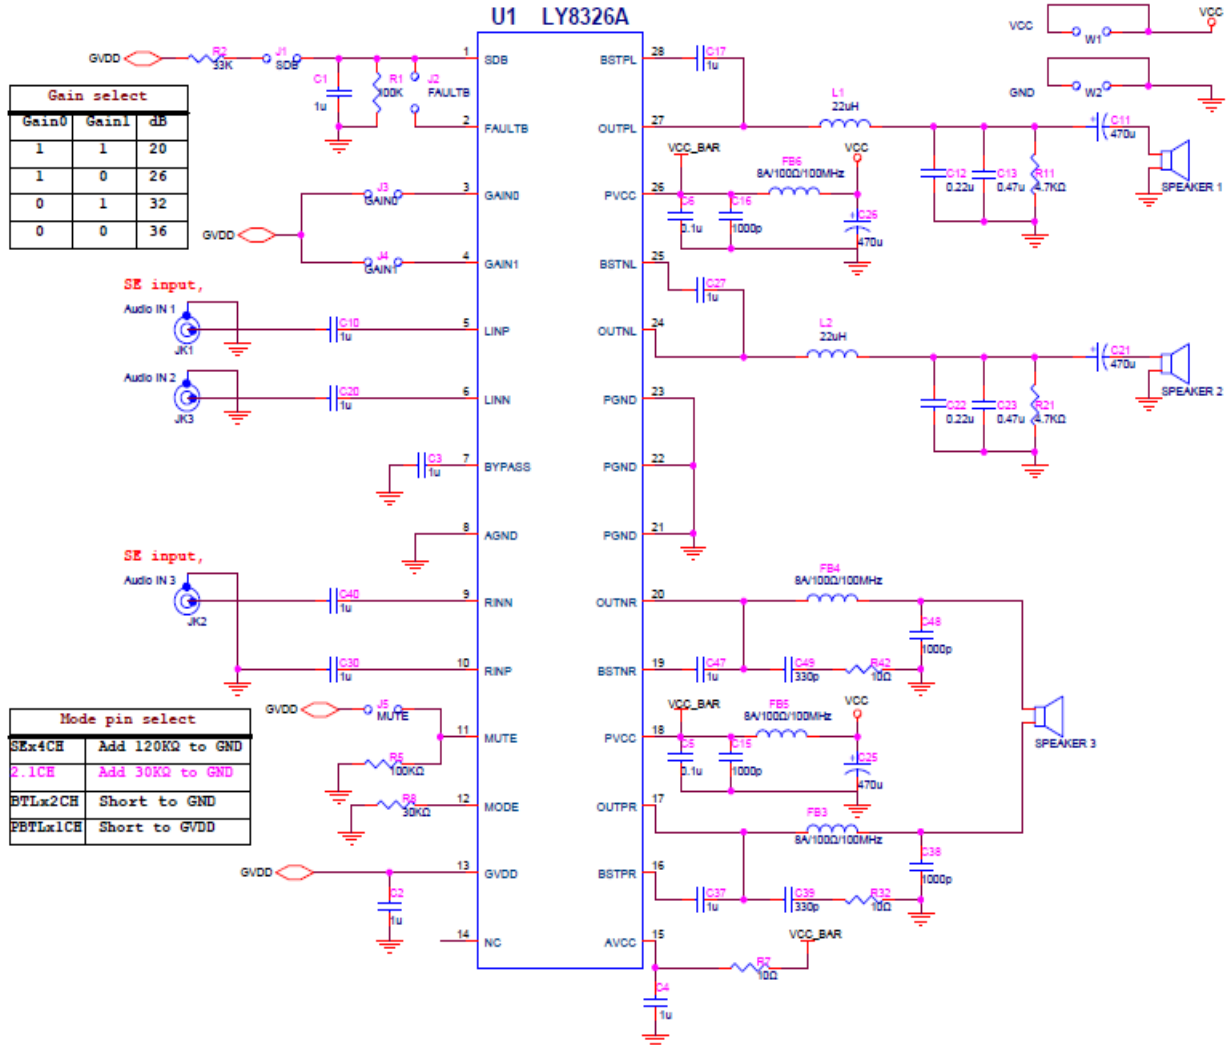 U1 LY8326A
GVDD
R2
33K
J1
SDB
C1
1u
R1
100K
J2
FAULTB
1
SDB
2
FAULTB
Gain select
Gain0 Gain1 dB
1 1 20
1 0 26
0 1 32
0 0 36
GVDD
J3
GAIN0
J4
GAIN1
3
GAIN0
4
GAIN1
SE input,
Audio IN 1
JK1
C10
1u
5
LINP
Audio IN 2
JK3
C20
1u
6
LINN
C3
1u
7
BYPASS
8
AGND
SE input,
Audio IN 3
JK2
C40
1u
9
RINN
C30
1u
10
RINP
GVDD
J5
MUTE
R5
100KΩ
11
MUTE
30KΩ
12
MODE
Mode pin select
SEx4CH Add 120KΩ to GND
2.1CH Add 30KΩ to GND
BTLx2CH Short to GND
PBTLx1CH Short to GVDD
GVDD
C2
1u
13
GVDD
14
NC
28
BSTPL
C17
1u
27
OUTPL
L1
22uH
VCC
W1
VCC
GND
W2
C11
470u
SPEAKER 1
C12
0.22u
C13
0.47u
R11
4.7KΩ
VCC_BAR
FB6
8A/100Ω/100MHz
VCC
26
PVCC
C6
0.1u
C16
1000p
C26
470u
25
BSTNL
C27
1u
24
OUTNL
L2
22uH
C21
470u
SPEAKER 2
C22
0.22u
C23
0.47u
R21
4.7KΩ
23
PGND
22
PGND
21
PGND
20
OUTNR
FB4
8A/100Ω/100MHz
C48
1000p
19
BSTNR
C47
1u
C49
330p
R42
10Ω
VCC_BAR
FB5
8A/100Ω/100MHz
VCC
SPEAKER 3
18
PVCC
C5
0.1u
C15
1000p
C25
470u
17
OUTPR
FB3
8A/100Ω/100MHz
C38
1000p
16
BSTPR
C37
1u
C39
330p
R32
10Ω
15
AVCC
VCC_BAR
R7
10Ω
C4
1u